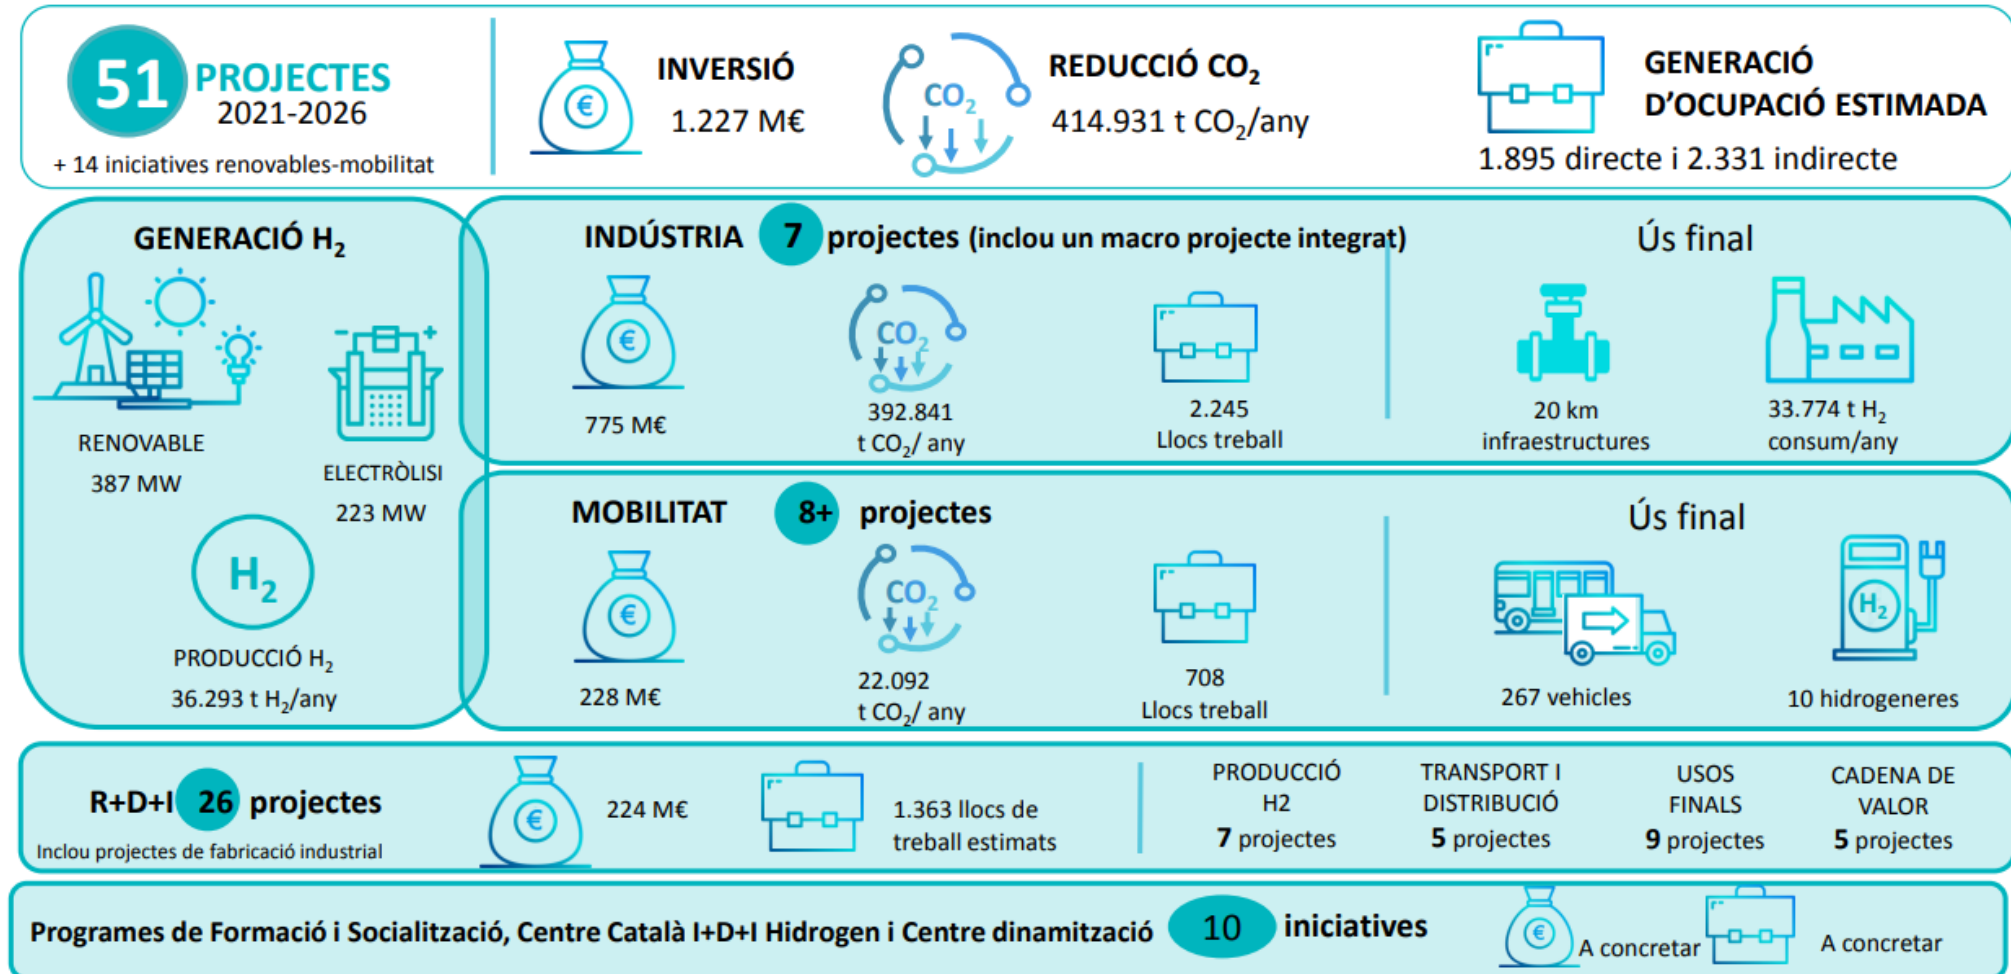 51 PROJECTES
2021-2026
+ 14 iniciatives renovables-mobilitat
€
INVERSIÓ
1.227 M€
CO₂
REDUCCIÓ CO₂
414.931 t CO₂/any
GENERACIÓ
D'OCUPACIÓ ESTIMADA
1.895 directe i 2.331 indirecte
GENERACIÓ H₂
RENOVABLE
387 MW
- +
ELECTRÒLISI
223 MW
H₂
PRODUCCIÓ H₂
36.293 t H₂/any
INDÚSTRIA 7 projectes (inclou un macro projecte integrat)
€
775 M€
CO₂
392.841
t CO₂/ any
2.245
Llocs treball
Ús final
20 km
infraestructures
33.774 t H₂
consum/any
MOBILITAT 8+ projectes
€
228 M€
CO₂
22.092
t CO₂/ any
708
Llocs treball
Ús final
267 vehicles
H₂
10 hidrogeneres
R+D+I 26 projectes
Inclou projectes de fabricació industrial
€
224 M€
1.363 llocs de
treball estimats
PRODUCCIÓ
H2
7 projectes
TRANSPORT I
DISTRIBUCIÓ
5 projectes
USOS
FINALS
9 projectes
CADENA DE
VALOR
5 projectes
Programes de Formació i Socialització, Centre Català I+D+I Hidrogen i Centre dinamització 10 iniciatives
€
A concretar
A concretar